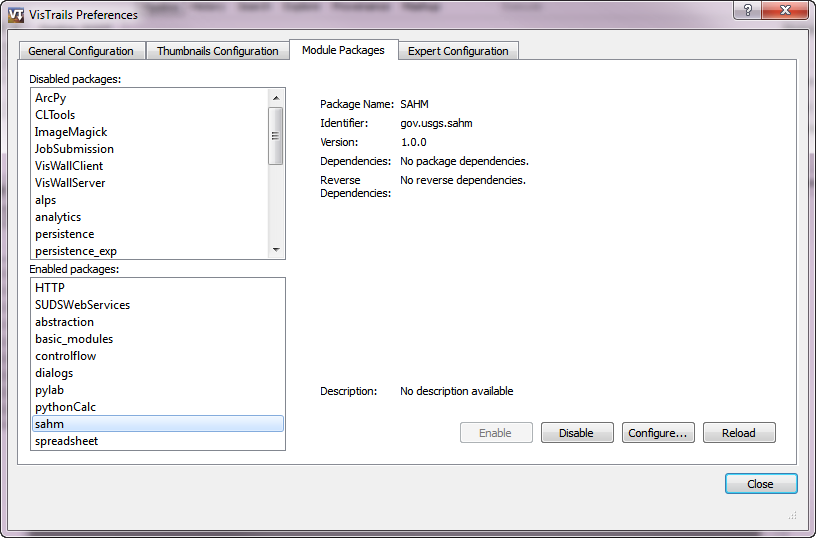 VT VisTrails Preferences
General Configuration
Thumbnails Configuration
Module Packages
Expert Configuration
Disabled packages:
ArcPy
CLTools
ImageMagick
JobSubmission
VisWallClient
VisWallServer
alps
analytics
persistence
persistence_exp
Enabled packages:
HTTP
SUDSWebServices
abstraction
basic_modules
controlflow
dialogs
pylab
pythonCalc
sahm
spreadsheet
Package Name: SAHM
Identifier: gov.usgs.sahm
Version: 1.0.0
Dependencies: No package dependencies.
Reverse No reverse dependencies.
Dependencies:
Description: No description available
Enable
Disable
Configure...
Reload
Close